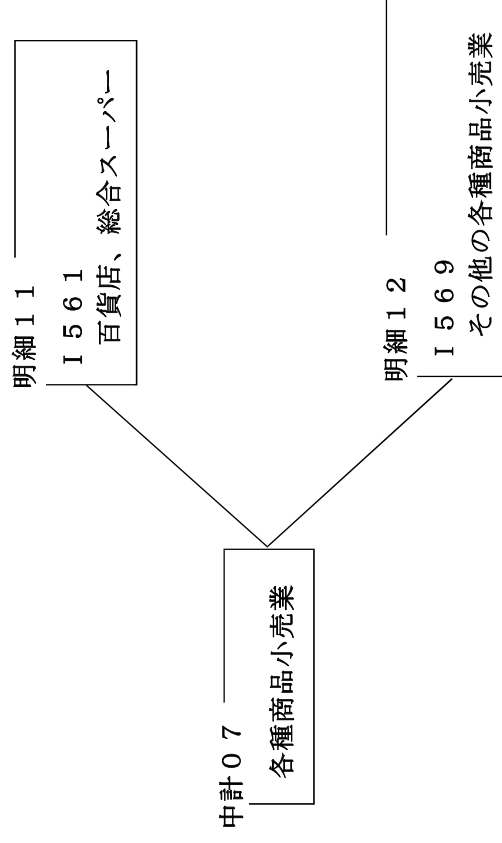 明細１１
Ｉ５６１
百貨店、総合スーパー
明細１２
Ｉ５６９
その他の各種商品小売業
中計０７
各種商品小売業